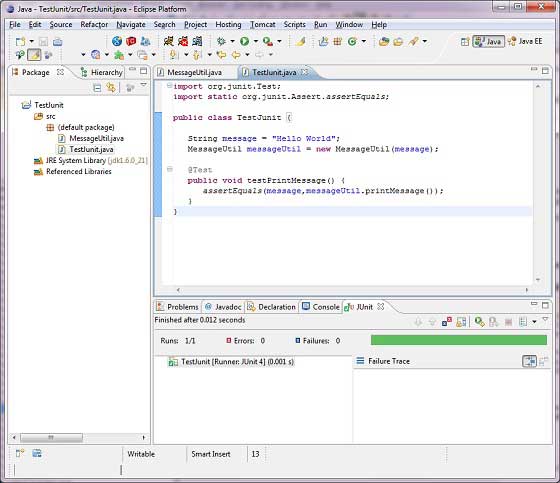 Java - TestJunit/src/TestJunit.java - Eclipse Platform
File Edit Source Refactor Navigate Search Project Hosting Tomcat Scripts Run Window Help
Java Java EE
Package Hierarchy
MessageUtil.java TestJunit.java
TestJunit
src
(default package)
MessageUtil.java
TestJunit.java
JRE System Library [jdk1.6.0_21]
Referenced Libraries
import org.junit.Test;
import static org.junit.Assert.assertEquals;
public class TestJunit {
String message = "Hello World";
MessageUtil messageUtil = new MessageUtil(message);
@Test
public void testPrintMessage() {
assertEquals(message,messageUtil.printMessage());
}
}
Problems Javadoc Declaration Console JUnit
Finished after 0.012 seconds
Runs: 1/1 Errors: 0 Failures: 0
TestJunit [Runner: JUnit 4] (0.001 s)
Failure Trace
Writable Smart Insert 13